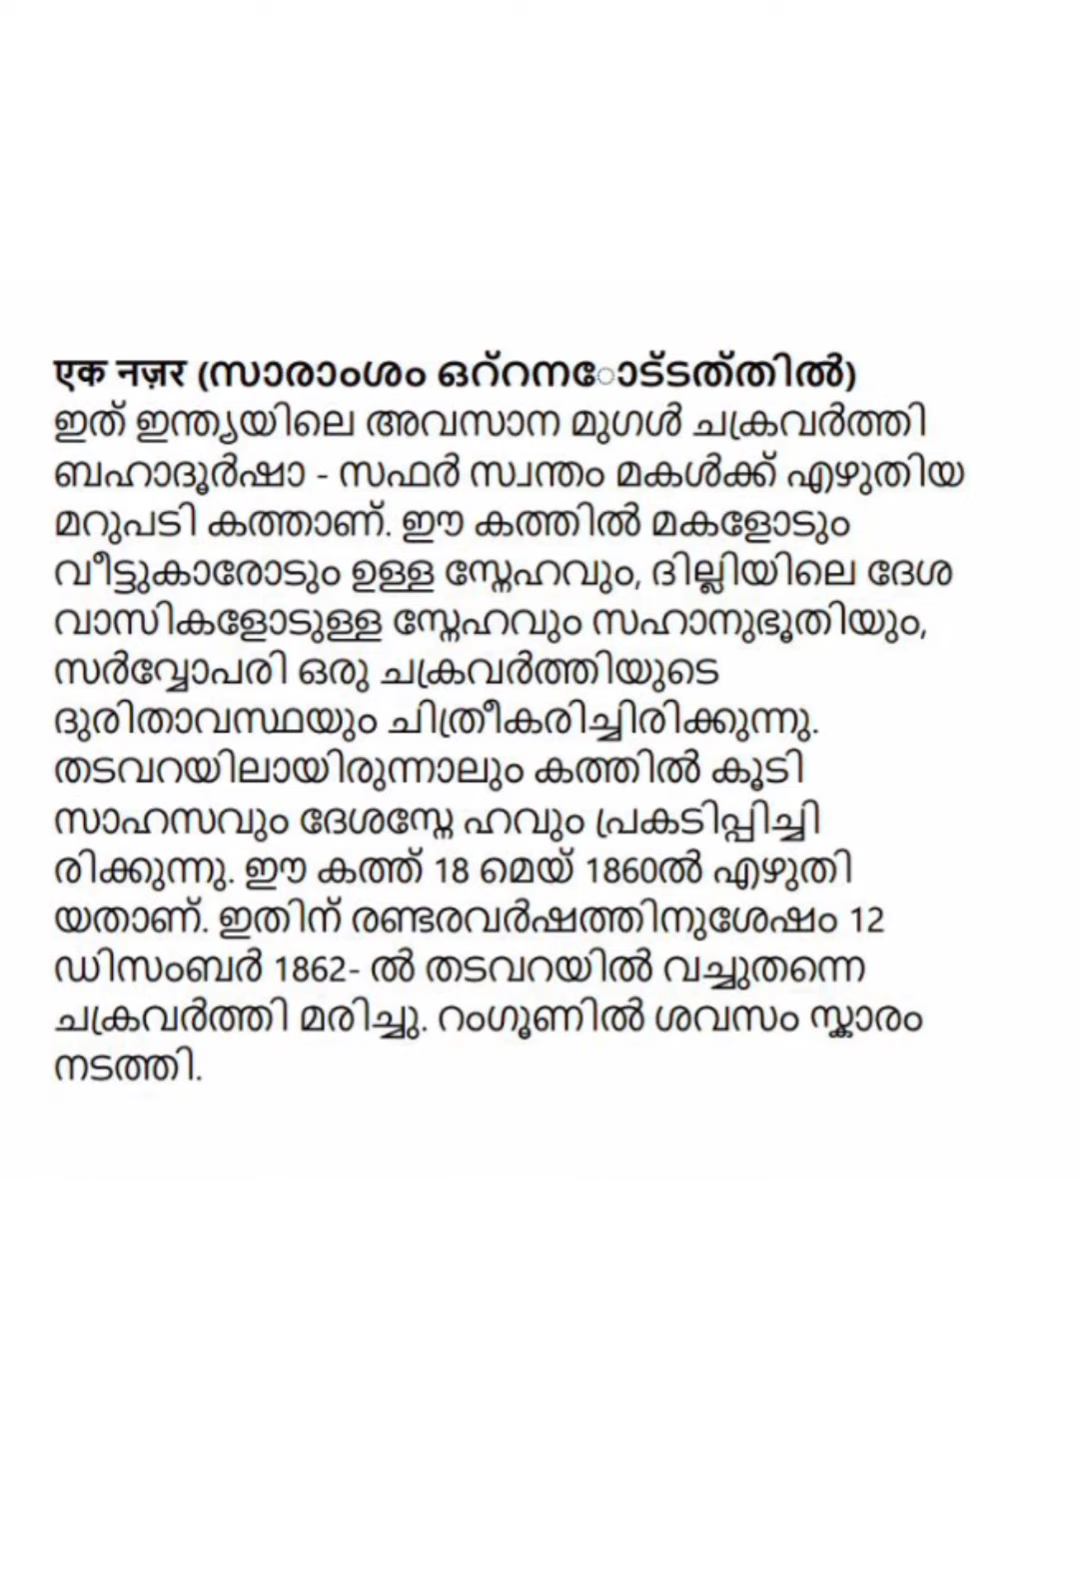 एक नज़र (സാരാംശം ഒറ്റനോട്ടത്തിൽ)
ഇത് ഇന്ത്യയിലെ അവസാന മുഗൾ ചക്രവർത്തി
ബഹാദൂർഷാ - സഫർ സ്വന്തം മകൾക്ക് എഴുതിയ
മറുപടി കത്താണ്. ഈ കത്തിൽ മകളോടും
വീട്ടുകാരോടും ഉള്ള സ്നേഹവും, ദില്ലിയിലെ ദേശ
വാസികളോടുള്ള സ്നേഹവും സഹാനുഭൂതിയും,
സർവ്വോപരി ഒരു ചക്രവർത്തിയുടെ
ദുരിതാവസ്ഥയും ചിത്രീകരിച്ചിരിക്കുന്നു.
തടവറയിലായിരുന്നാലും കത്തിൽ കൂടി
സാഹസവും ദേശസ്നേ ഹവും പ്രകടിപ്പിച്ചി
രിക്കുന്നു. ഈ കത്ത് 18 മെയ് 1860ൽ എഴുതി
യതാണ്. ഇതിന് രണ്ടരവർഷത്തിനുശേഷം 12
ഡിസംബർ 1862- ൽ തടവറയിൽ വച്ചുതന്നെ
ചക്രവർത്തി മരിച്ചു. റംഗൂണിൽ ശവസം സ്കാരം
നടത്തി.